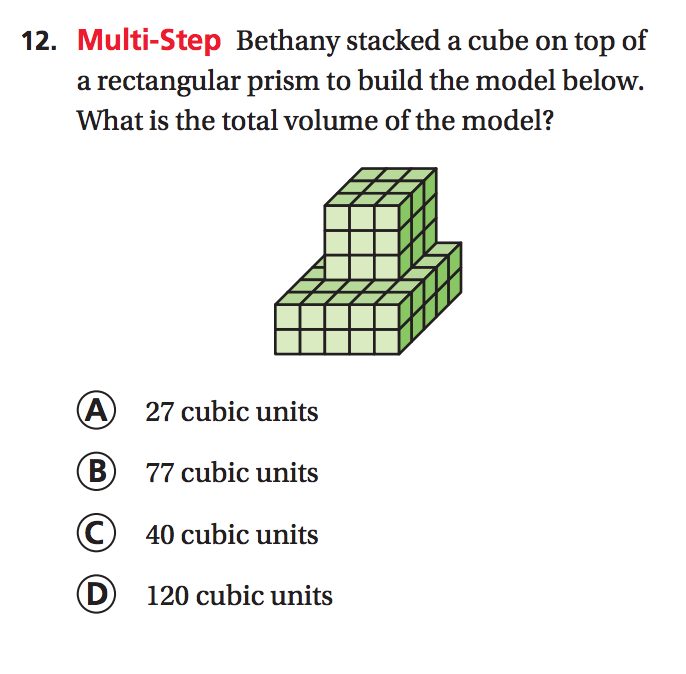 12. Multi-Step Bethany stacked a cube on top of
a rectangular prism to build the model below.
What is the total volume of the model?
A 27 cubic units
B 77 cubic units
C 40 cubic units
D 120 cubic units